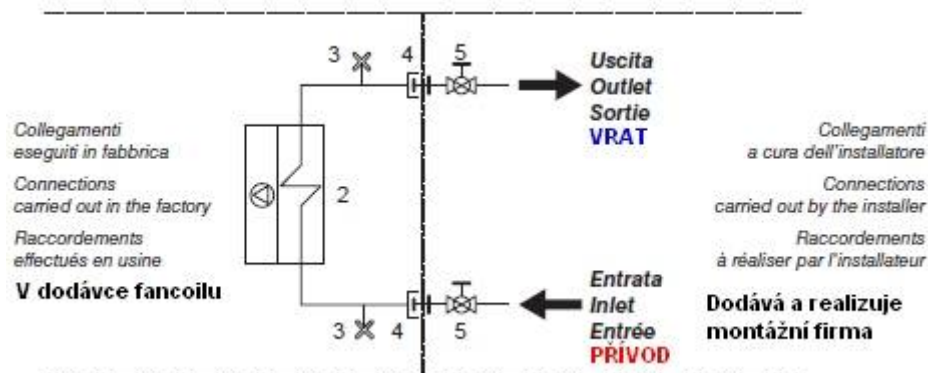 3
4
5
Uscita
Outlet
Sortie
VRAT
Collegamenti
eseguiti in fabbrica
Connections
carried out in the factory
Raccordements
effectués en usine
V dodávce fancoilu
2
Collegamenti
a cura dell'installatore
Connections
carried out by the installer
Raccordements
à réaliser par l'installateur
Dodává a realizuje
montážní firma
Entrata
Inlet
Entrée
PŘÍVOD
3
4
5